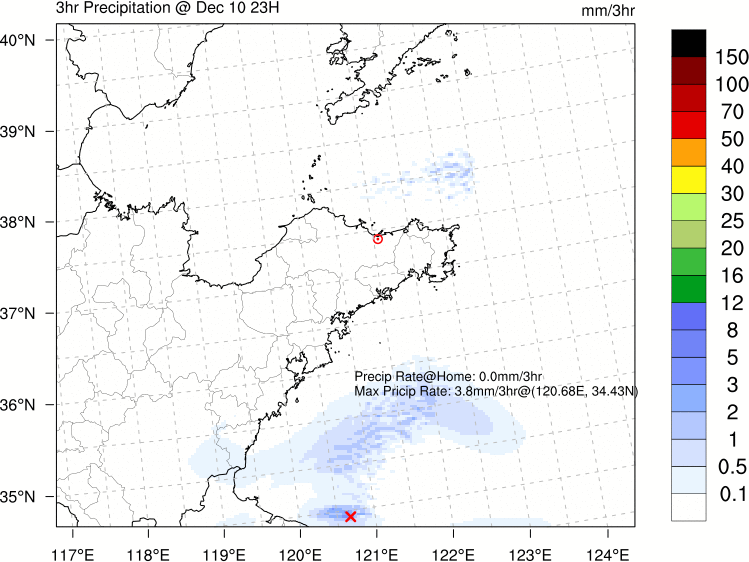 3hr Precipitation @ Dec 10 23H
mm/3hr
40°N
39°N
38°N
37°N
36°N
35°N
Precip Rate@Home: 0.0mm/3hr
Max Pricip Rate: 3.8mm/3hr@(120.68E, 34.43N)
117°E 118°E 119°E 120°E 121°E 122°E 123°E 124°E
150
100
70
50
40
30
25
20
16
12
8
5
3
2
1
0.5
0.1